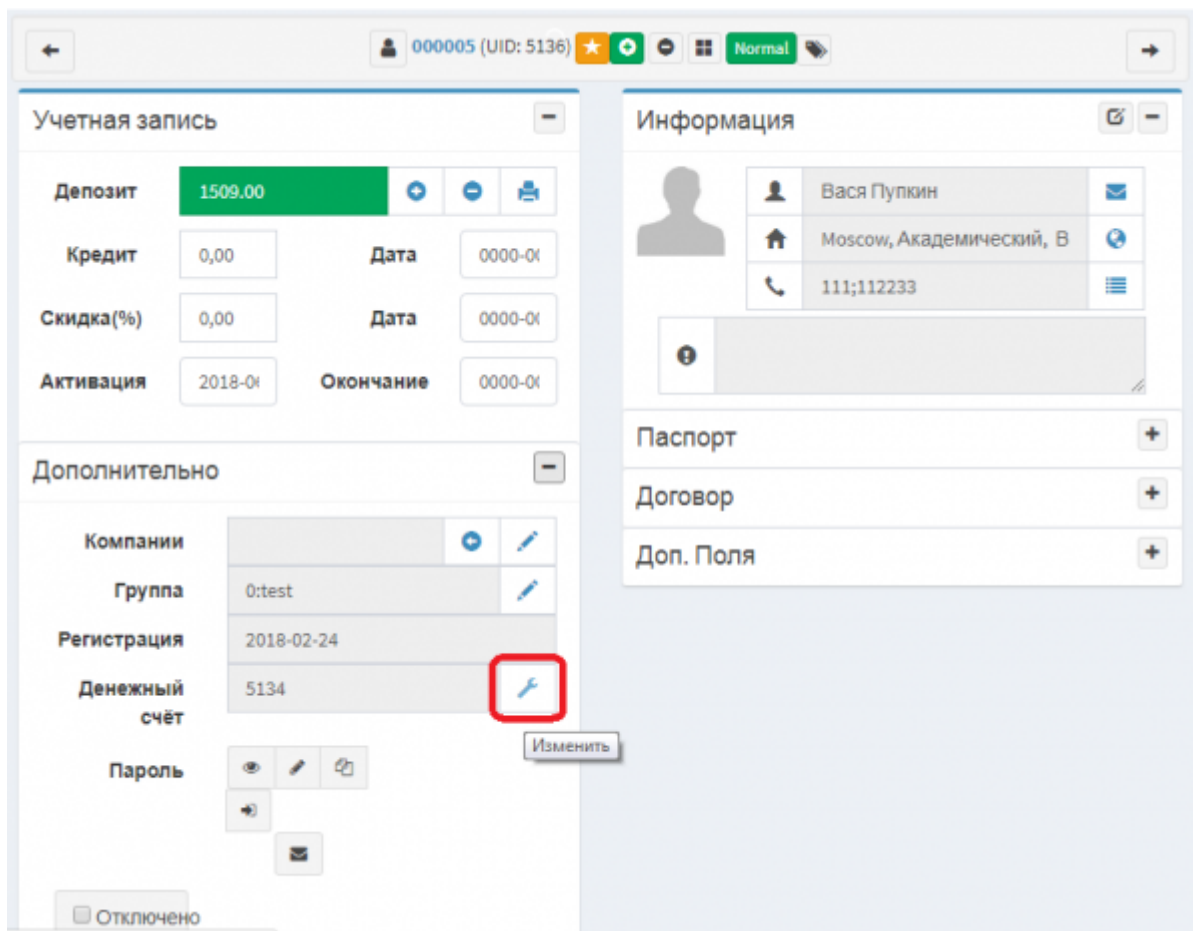 000005 (UID: 5136) Normal
Учетная запись
Депозит 1509.00
Кредит 0,00 Дата 0000-0
Скидка(%) 0,00 Дата 0000-0
Активация 2018-0 Окончание 0000-0
Дополнительно
Компании
Группа 0:test
Регистрация 2018-02-24
Денежный 5134
счёт
Изменить
Пароль
Отключено
Информация
Вася Пупкин
Moscow, Академический, В
111;112233
Паспорт
Договор
Доп. Поля